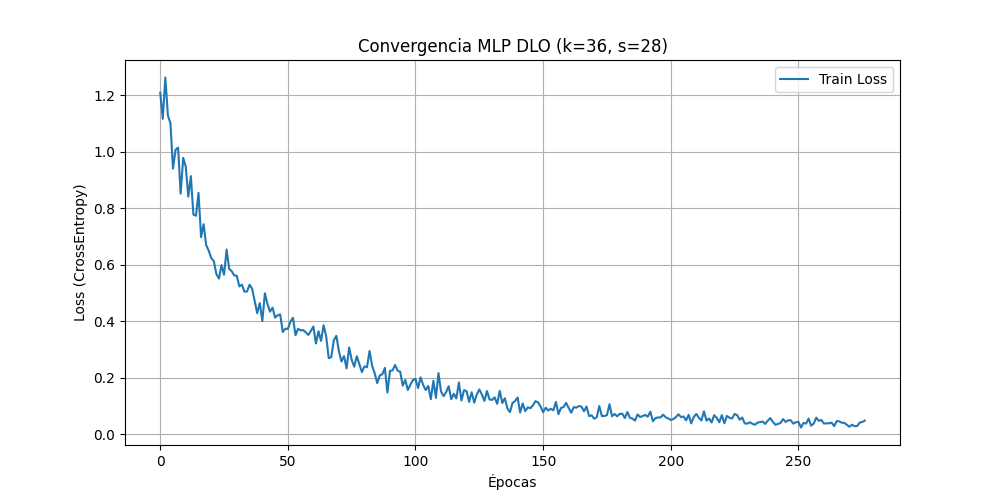 Convergencia MLP DLO (k=36, s=28)
Train Loss
Loss (CrossEntropy)
1.2
1.0
0.8
0.6
0.4
0.2
0.0
0 50 100 150 200 250
Épocas